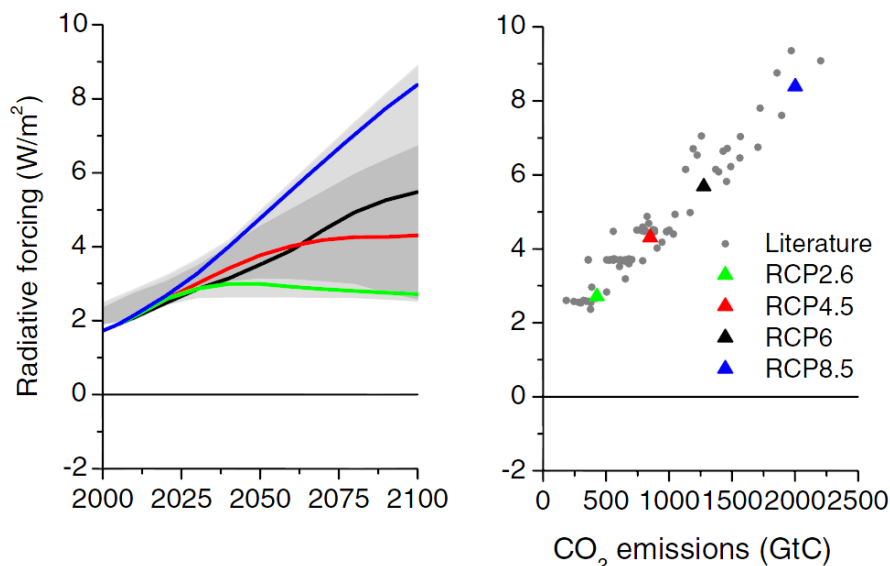 Radiative forcing (W/m²)
10
8
6
4
2
0
-2
2000 2025 2050 2075 2100
10
8
6
4
2
0
-2
0 500 1000 1500 2000 2500
CO₂ emissions (GtC)
Literature
RCP2.6
RCP4.5
RCP6
RCP8.5